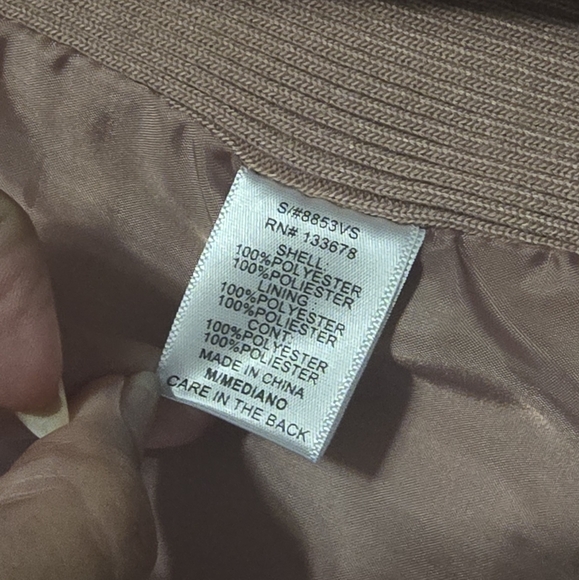 S/#8853VS
RN# 133678
SHELL:
100%POLYESTER
100%POLIESTER
LINING
100%POLYESTER
100%POLIESTER
CONT:
100%POLYESTER
100%POLIESTER
MADE IN CHINA
M/MEDIANO
CARE IN THE BACK